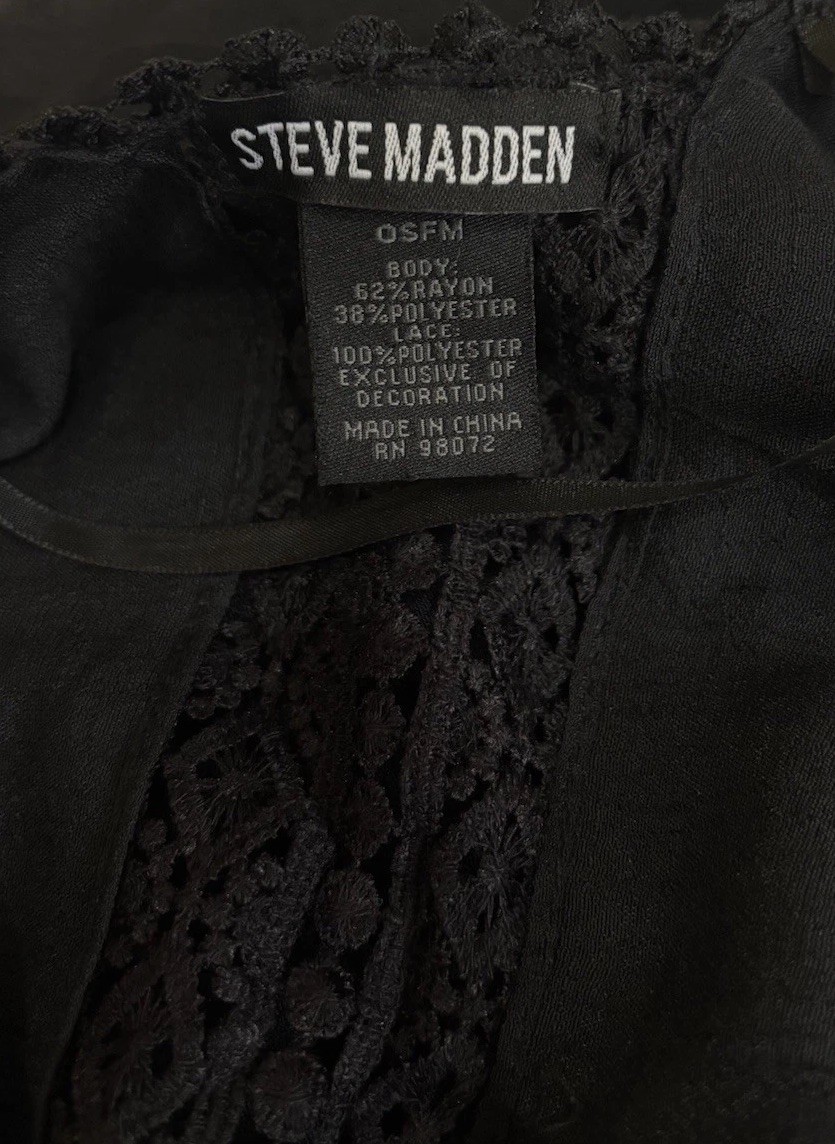 STEVE MADDEN
OSFM
BODY:
62%RAYON
38%POLYESTER
LACE:
100%POLYESTER
EXCLUSIVE OF
DECORATION
MADE IN CHINA
RN 98072